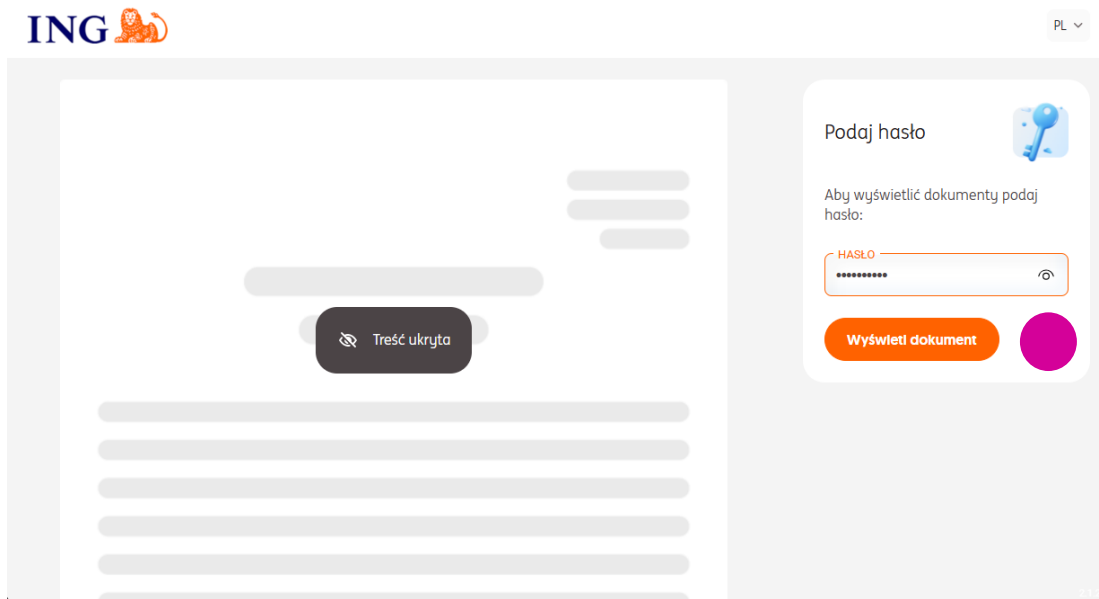 ING
PL
Podaj hasło
Aby wyświetlić dokumenty podaj
hasło:
HASŁO
••••••••••
Wyświetl dokument
Treść ukryta